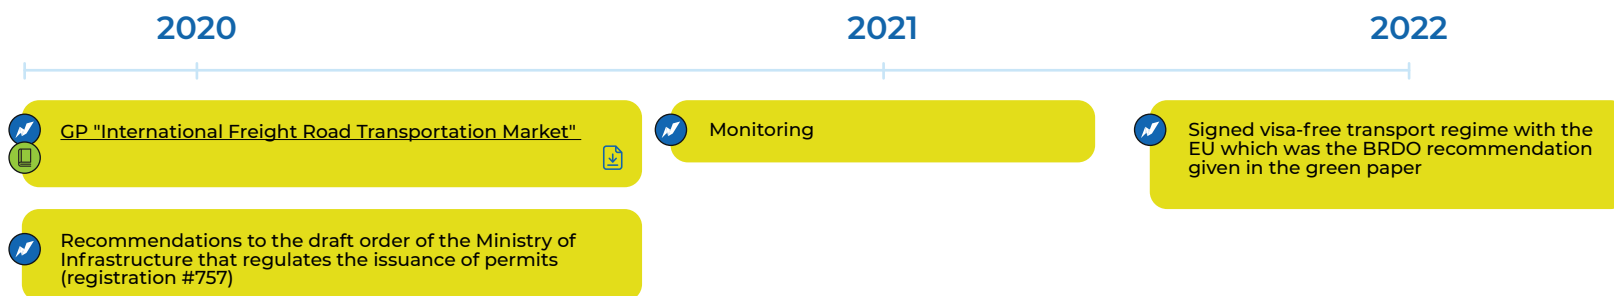 2020
2021
2022
GP "International Freight Road Transportation Market"
Monitoring
Signed visa-free transport regime with the
EU which was the BRDO recommendation
given in the green paper
Recommendations to the draft order of the Ministry of
Infrastructure that regulates the issuance of permits
(registration #757)